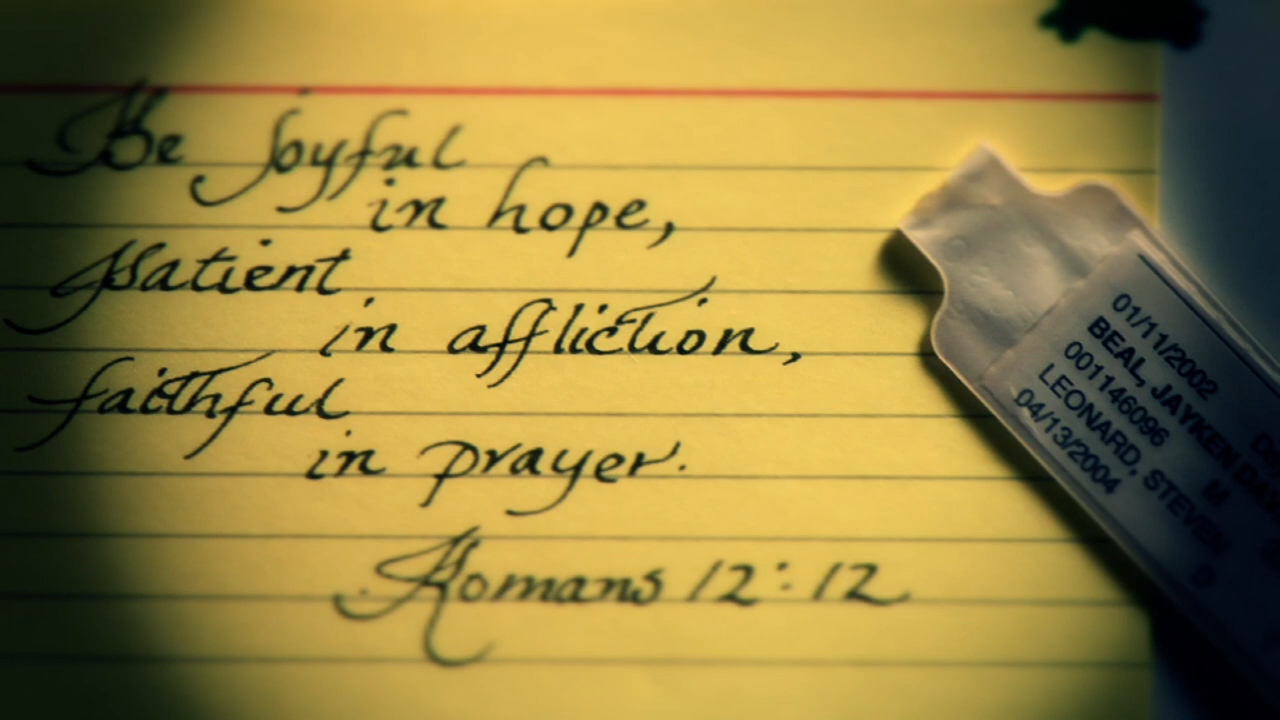 Be joyful
in hope,
patient
in affliction,
faithful
in prayer.
Romans 12:12
01/11/2002
BEAL, JAYKEN
001146096 M
LEONARD, STEVEN D
04/13/2004